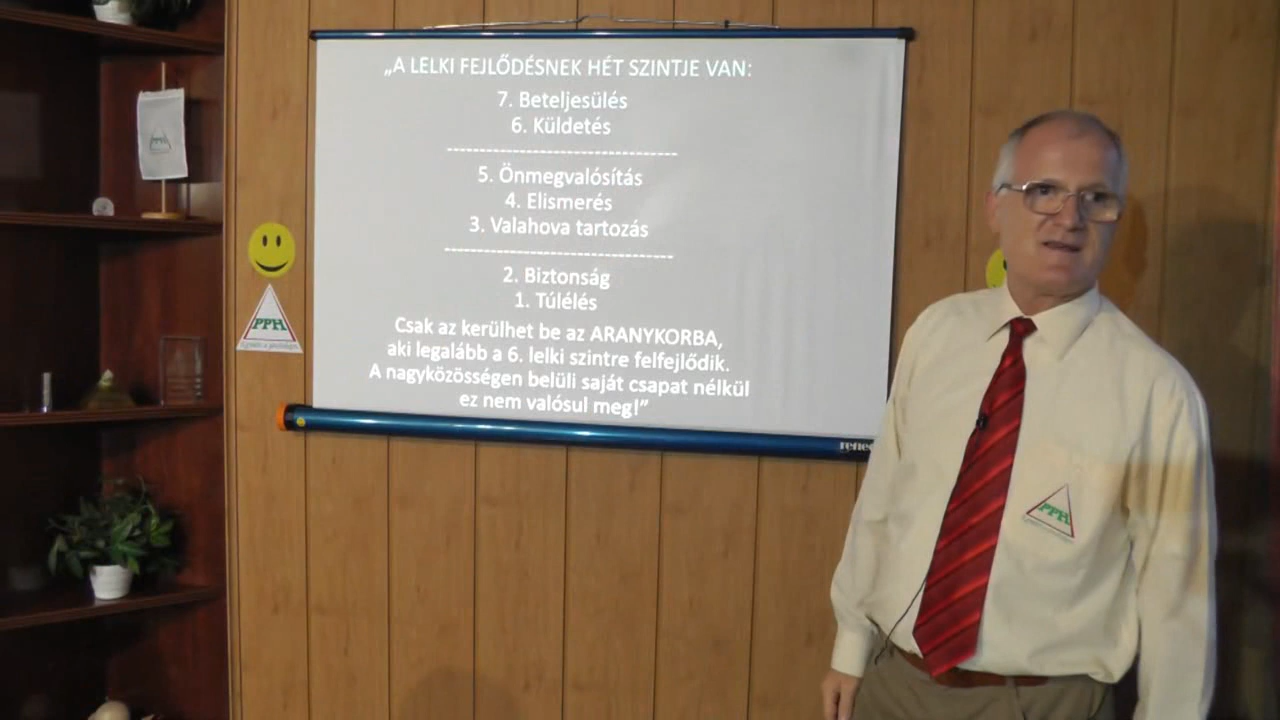 „A LELKI FEJLŐDÉSNEK HÉT SZINTJE VAN:
7. Beteljesülés
6. Küldetés
5. Önmegvalósítás
4. Elismerés
3. Valahova tartozás
2. Biztonság
1. Túlélés
Csak az kerülhet be az ARANYKORBA,
aki legalább a 6. lelki szintre felfejlődik.
A nagyközösségen belüli saját csapat nélkül
ez nem valósul meg!”
PPH
PPH